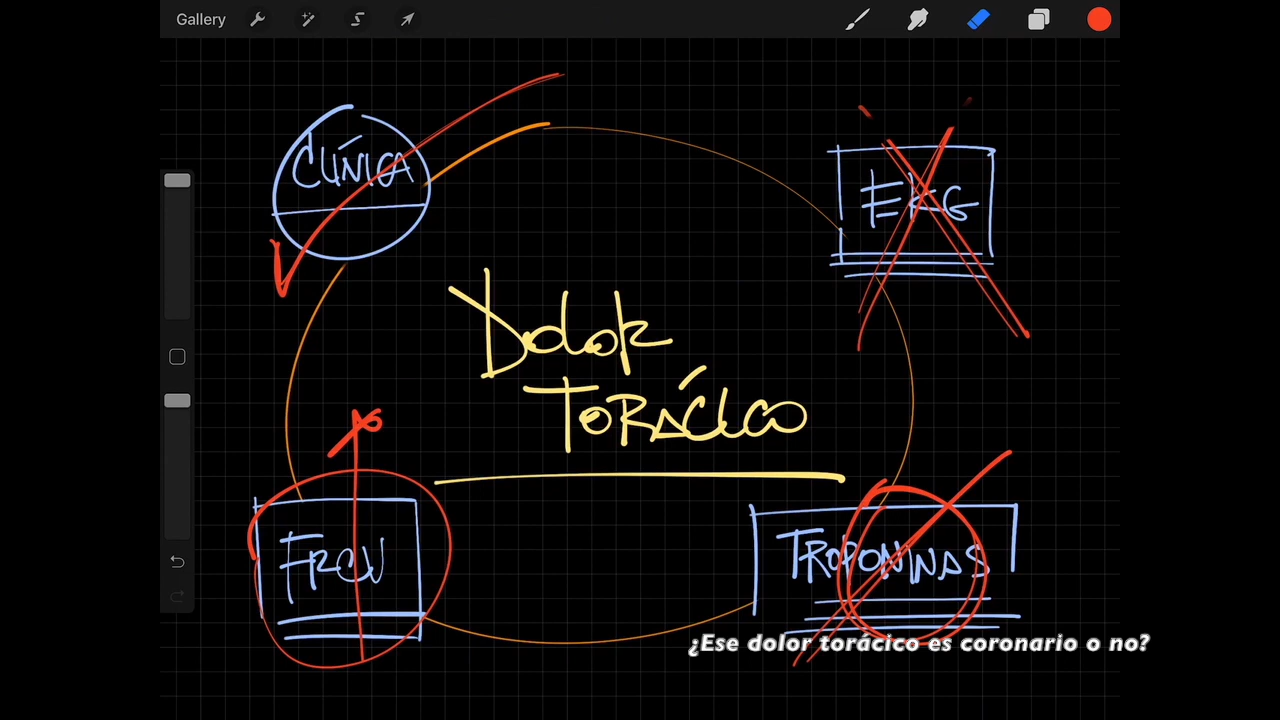 Gallery
CLÍNICA
EKG
Dolor
TORÁCICO
FRCV
TROPONINAS
¿Ese dolor torácico es coronario o no?